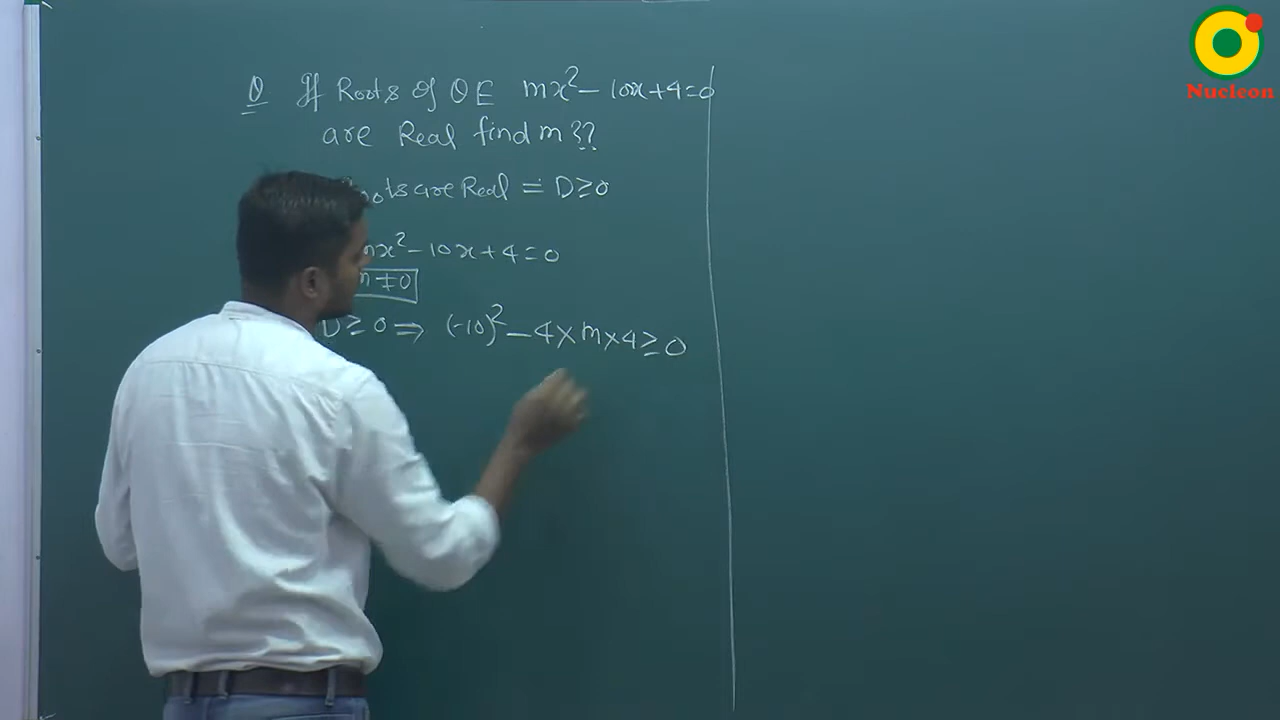 Q If Roots of QE mx² - 10x + 4 = 0
are Real find m??
Roots are Real = D ≥ 0
mx² - 10x + 4 = 0
m ≠ 0
D ≥ 0 ⇒ (-10)² - 4 × m × 4 ≥ 0
Nucleon